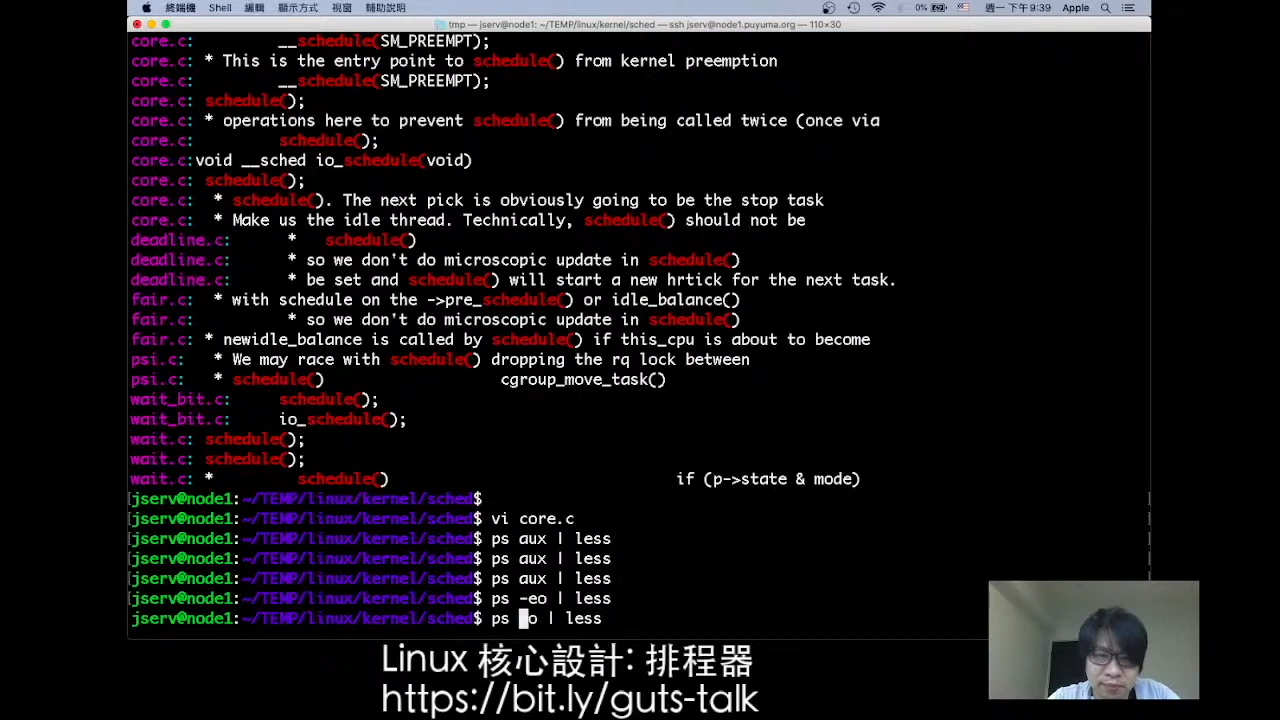 終端機 Shell 編輯 顯示方式 視窗 輔助說明 0% 週一 下午 9:39 Apple
tmp — jserv@node1: ~/TEMP/linux/kernel/sched — ssh jserv@node1.puyuma.org — 110×30
core.c: __schedule(SM_PREEMPT);
core.c: * This is the entry point to schedule() from kernel preemption
core.c: __schedule(SM_PREEMPT);
core.c: schedule();
core.c: * operations here to prevent schedule() from being called twice (once via
core.c: schedule();
core.c:void __sched io_schedule(void)
core.c: schedule();
core.c: * schedule(). The next pick is obviously going to be the stop task
core.c: * Make us the idle thread. Technically, schedule() should not be
deadline.c: * schedule()
deadline.c: * so we don't do microscopic update in schedule()
deadline.c: * be set and schedule() will start a new hrtick for the next task.
fair.c: * with schedule on the ->pre_schedule() or idle_balance()
fair.c: * so we don't do microscopic update in schedule()
fair.c: * newidle_balance is called by schedule() if this_cpu is about to become
psi.c: * We may race with schedule() dropping the rq lock between
psi.c: * schedule() cgroup_move_task()
wait_bit.c: schedule();
wait_bit.c: io_schedule();
wait.c: schedule();
wait.c: schedule();
wait.c: * schedule() if (p->state & mode)
jserv@node1:~/TEMP/linux/kernel/sched$
jserv@node1:~/TEMP/linux/kernel/sched$ vi core.c
jserv@node1:~/TEMP/linux/kernel/sched$ ps aux | less
jserv@node1:~/TEMP/linux/kernel/sched$ ps aux | less
jserv@node1:~/TEMP/linux/kernel/sched$ ps aux | less
jserv@node1:~/TEMP/linux/kernel/sched$ ps -eo | less
jserv@node1:~/TEMP/linux/kernel/sched$ ps o | less
Linux 核心設計: 排程器
https://bit.ly/guts-talk